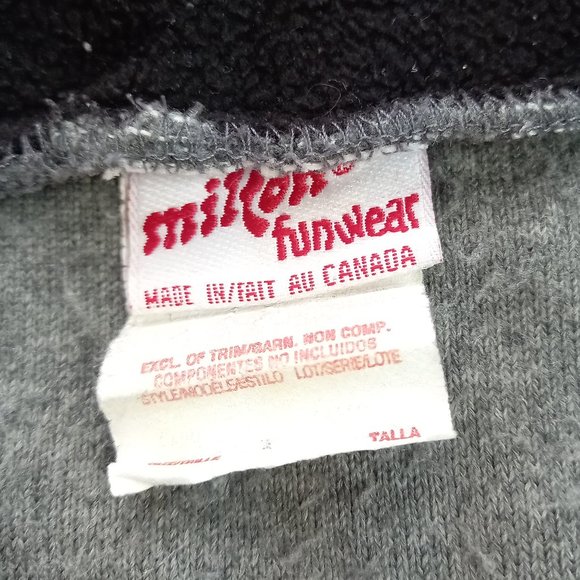 milton
funwear
MADE IN/FAIT AU CANADA
EXCL. OF TRIM/GARN. NON COMP.
COMPONENTES NO INCLUIDOS
STYLE/MODELE/ESTILO LOT/SERIE/LOTE
TALLA